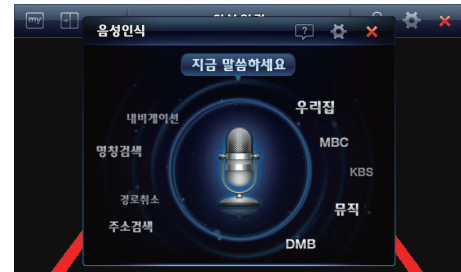 my
음성인식
?
지금 말씀하세요
내비게이션
우리집
명칭검색
MBC
KBS
경로취소
뮤직
주소검색
DMB